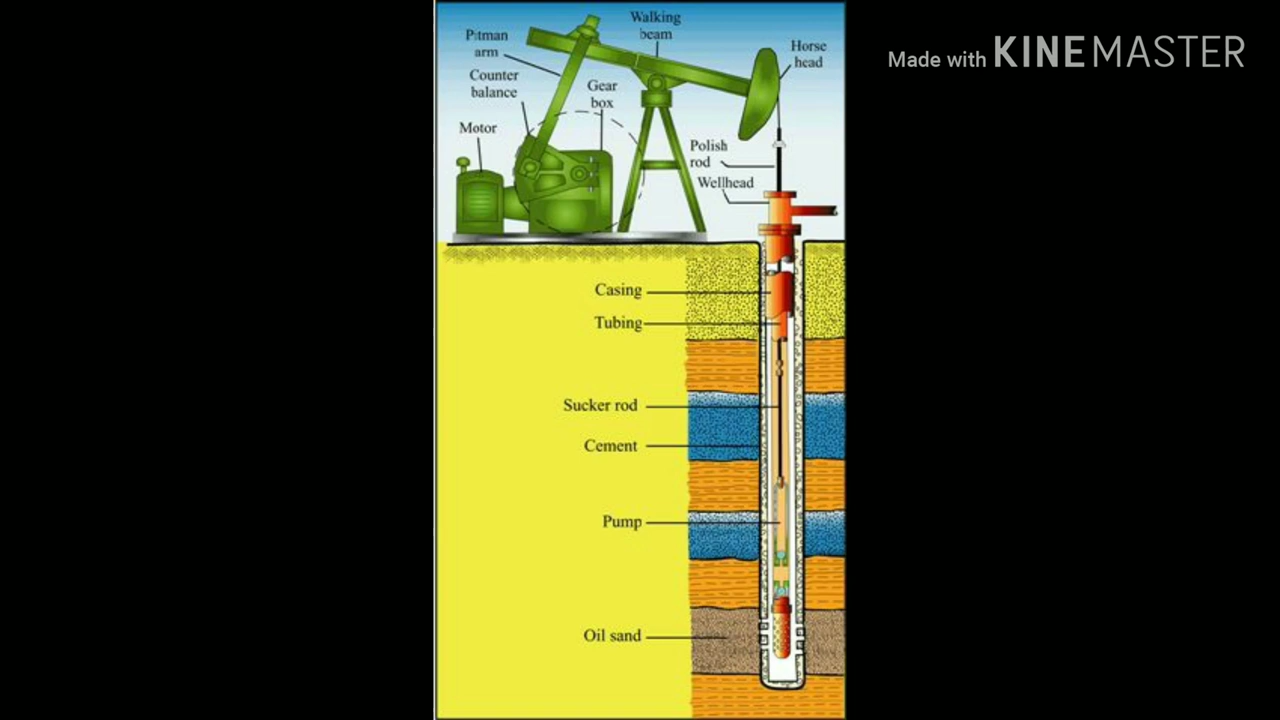 Walking
beam
Pitman
arm
Horse
head
Counter
balance
Gear
box
Motor
Polish
rod
Wellhead
Casing
Tubing
Sucker rod
Cement
Pump
Oil sand
Made with KINEMASTER